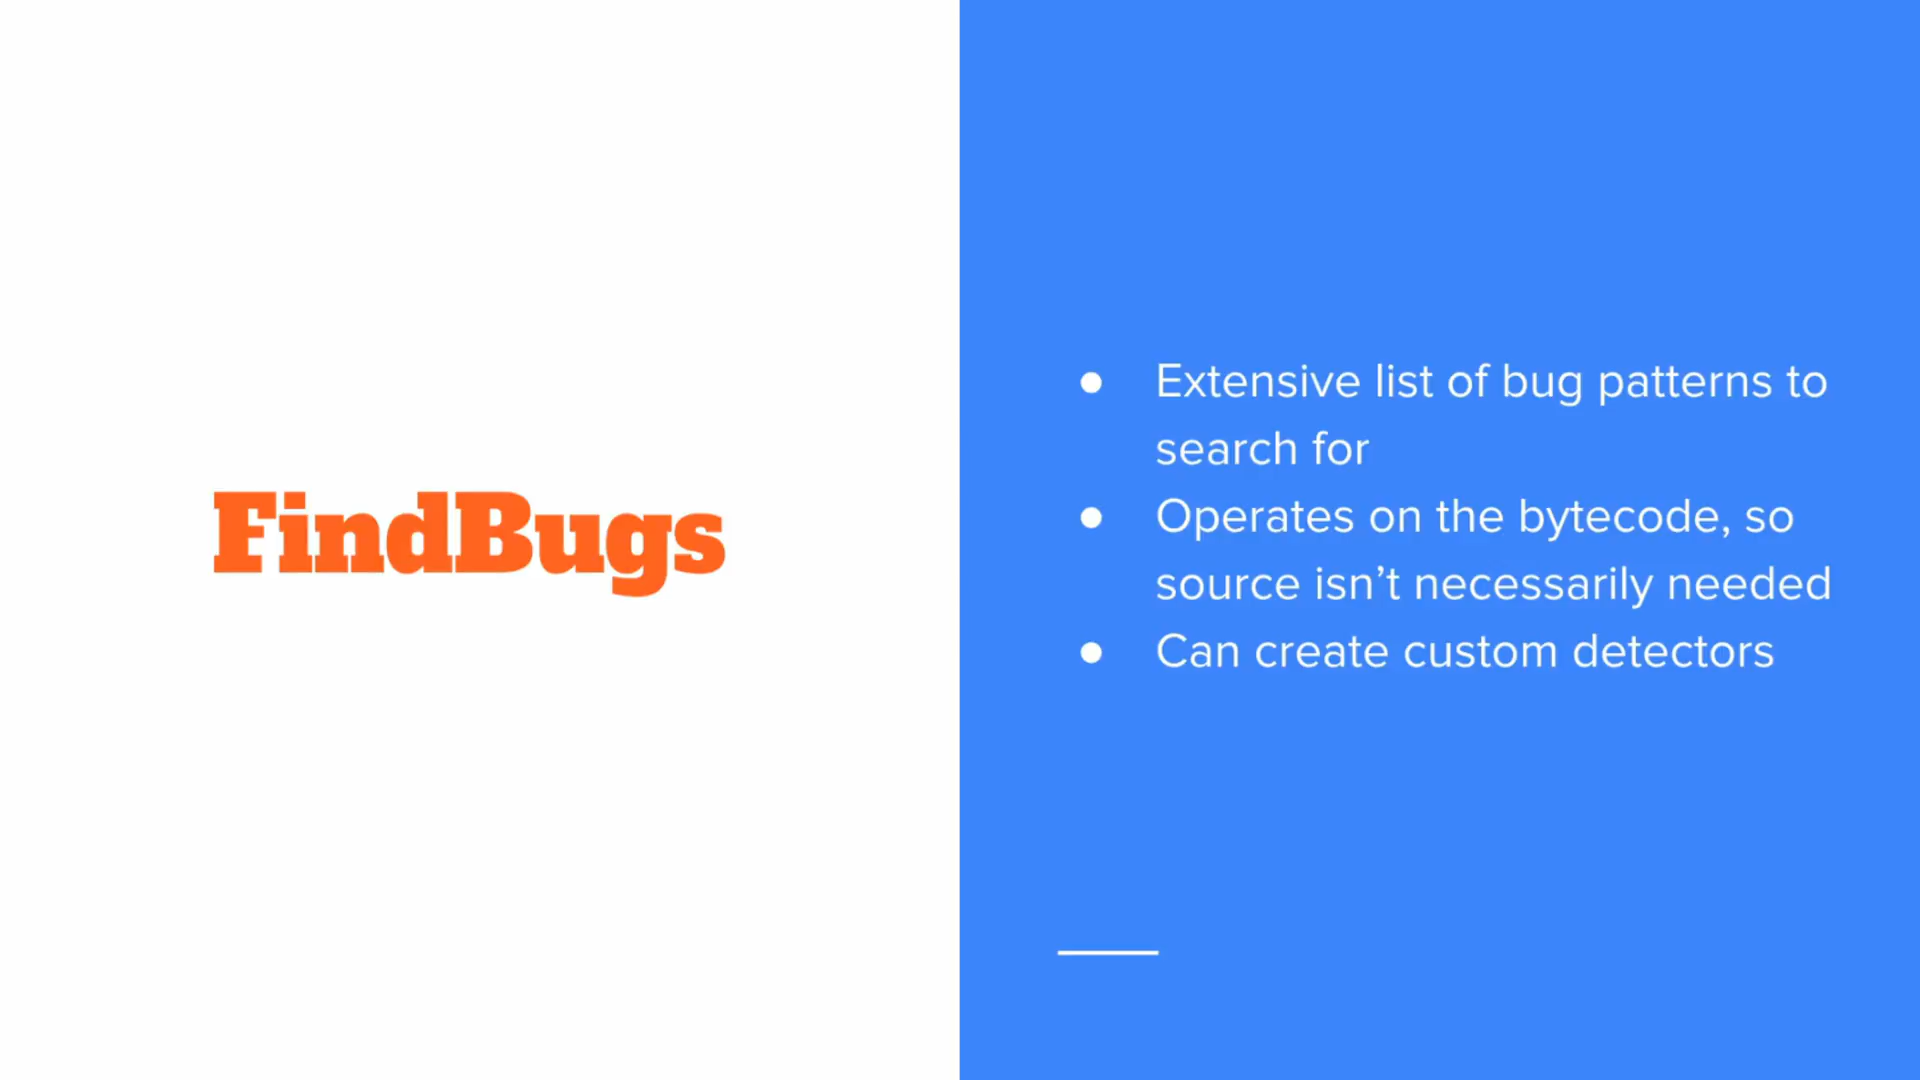 FindBugs
● Extensive list of bug patterns to
search for
● Operates on the bytecode, so
source isn’t necessarily needed
● Can create custom detectors